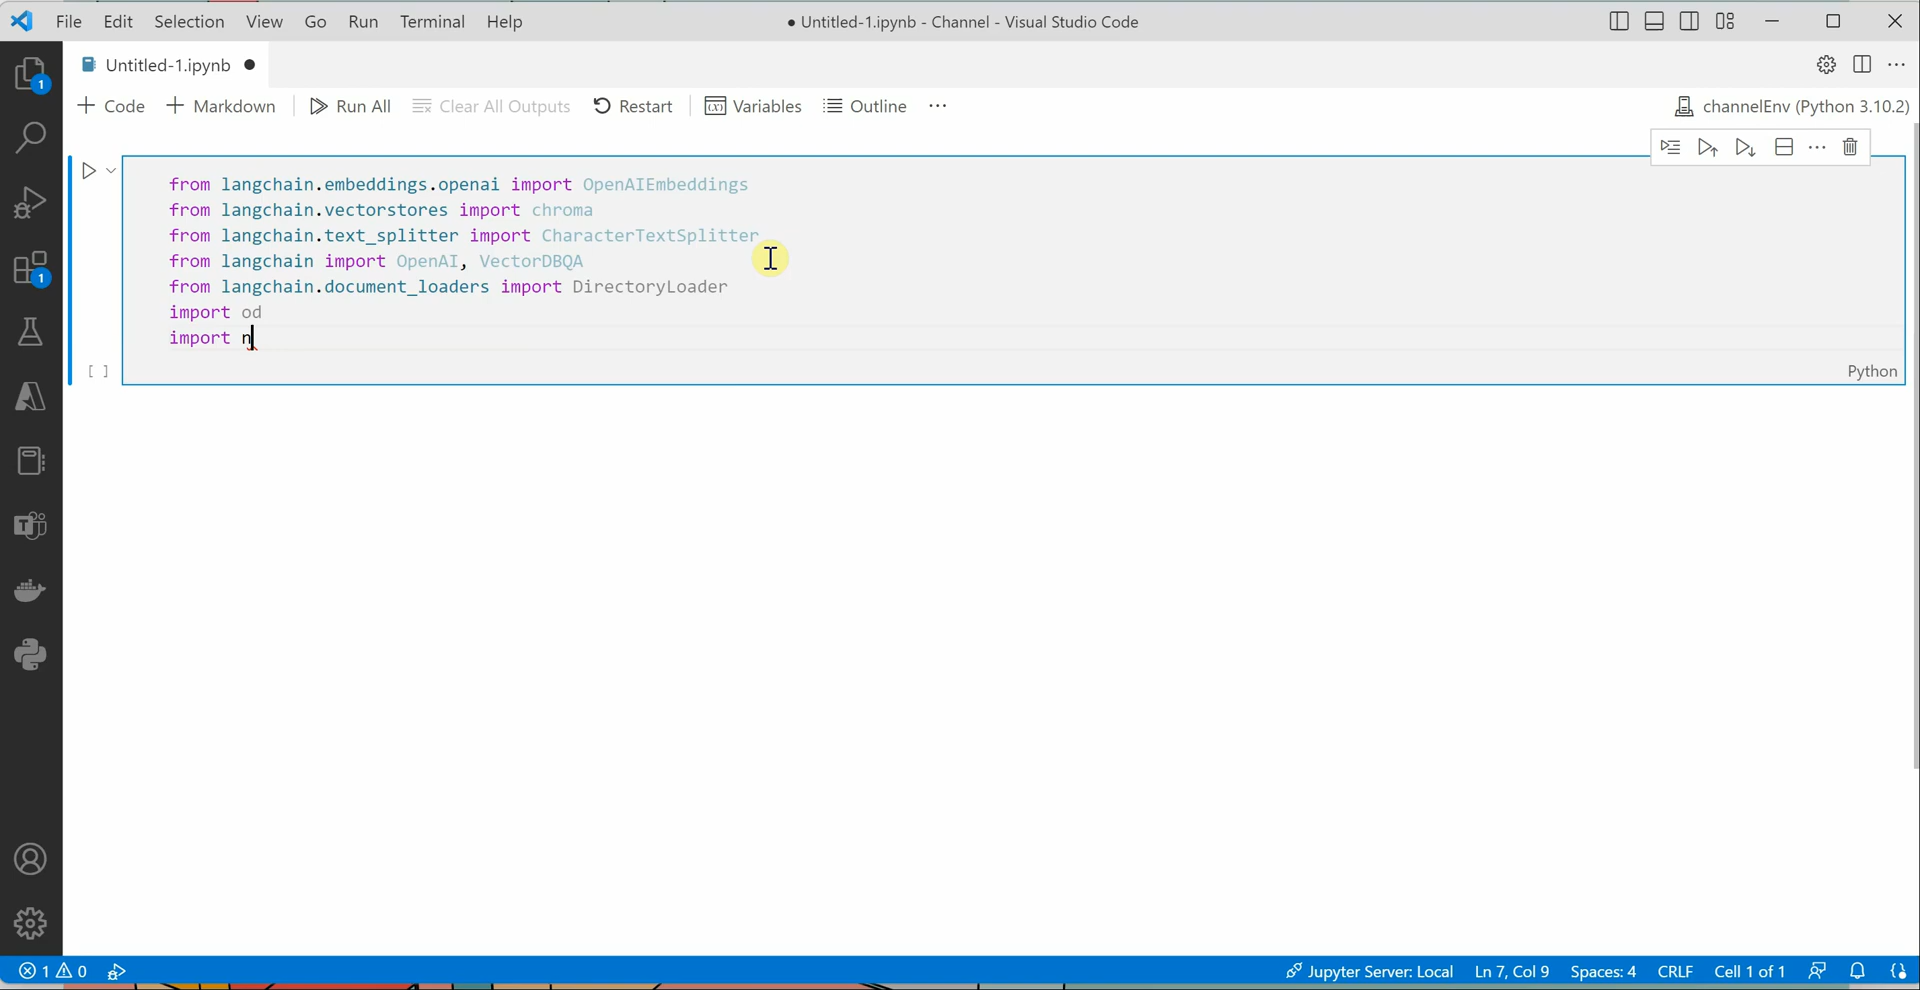 File Edit Selection View Go Run Terminal Help
● Untitled-1.ipynb - Channel - Visual Studio Code
Untitled-1.ipynb ●
+ Code + Markdown Run All Clear All Outputs Restart Variables Outline ··· channelEnv (Python 3.10.2)
from langchain.embeddings.openai import OpenAIEmbeddings
from langchain.vectorstores import chroma
from langchain.text_splitter import CharacterTextSplitter
from langchain import OpenAI, VectorDBQA
from langchain.document_loaders import DirectoryLoader
import od
import n
[ ] Python
1
1
1 0 Jupyter Server: Local Ln 7, Col 9 Spaces: 4 CRLF Cell 1 of 1